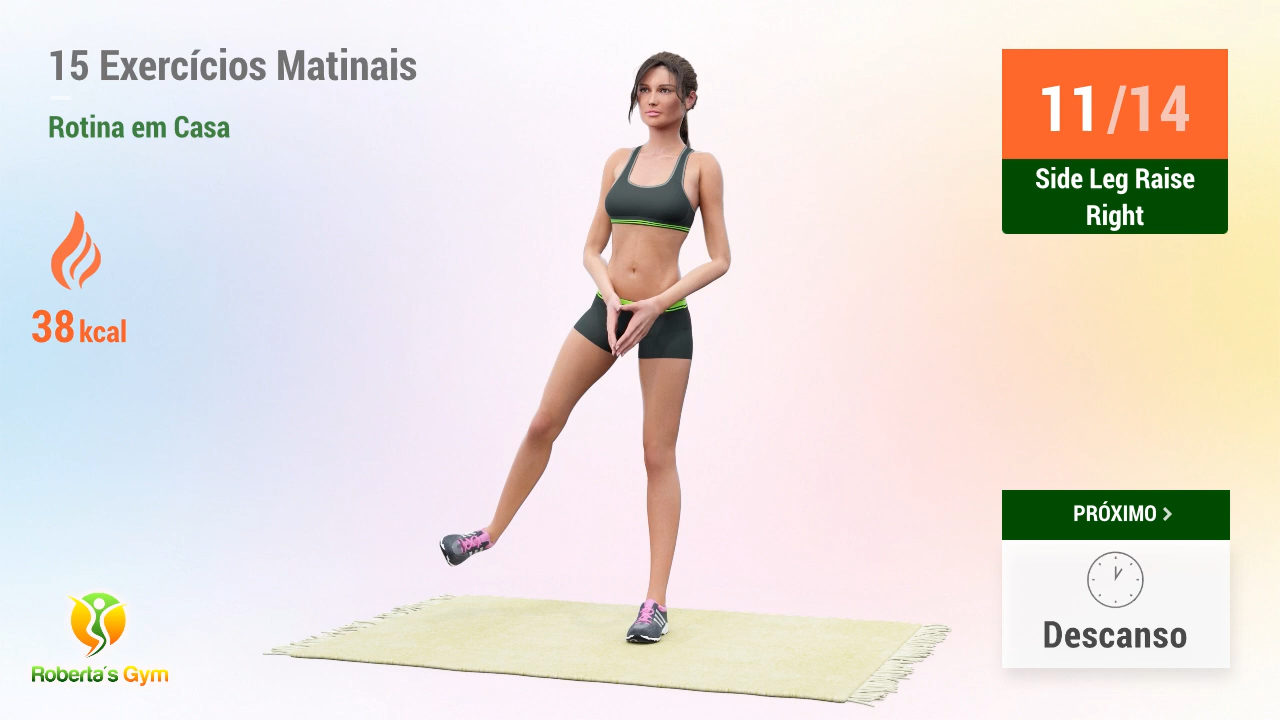 15 Exercícios Matinais
Rotina em Casa
38 kcal
11/14
Side Leg Raise
Right
PRÓXIMO >
Descanso
Roberta´s Gym